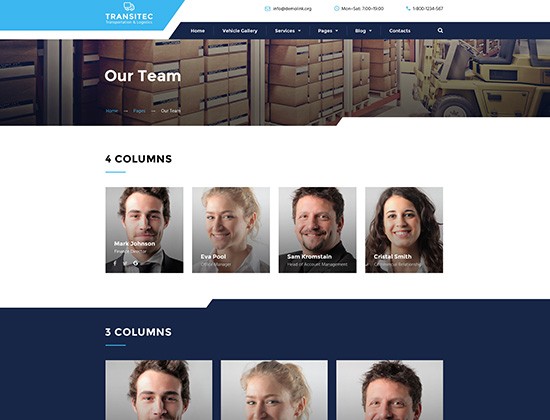 TRANSITEC
Transportation & Logistics
info@demolink.org
Mon–Sat: 7:00–19:00
1-800-1234-567
Home Vehicle Gallery Services Pages Blog Contacts
Our Team
Home — Pages — Our Team
4 COLUMNS
Mark Johnson
Finance Director
Eva Pool
Office Manager
Sam Kromstain
Head of Account Management
Cristal Smith
Commercial Relationship
3 COLUMNS